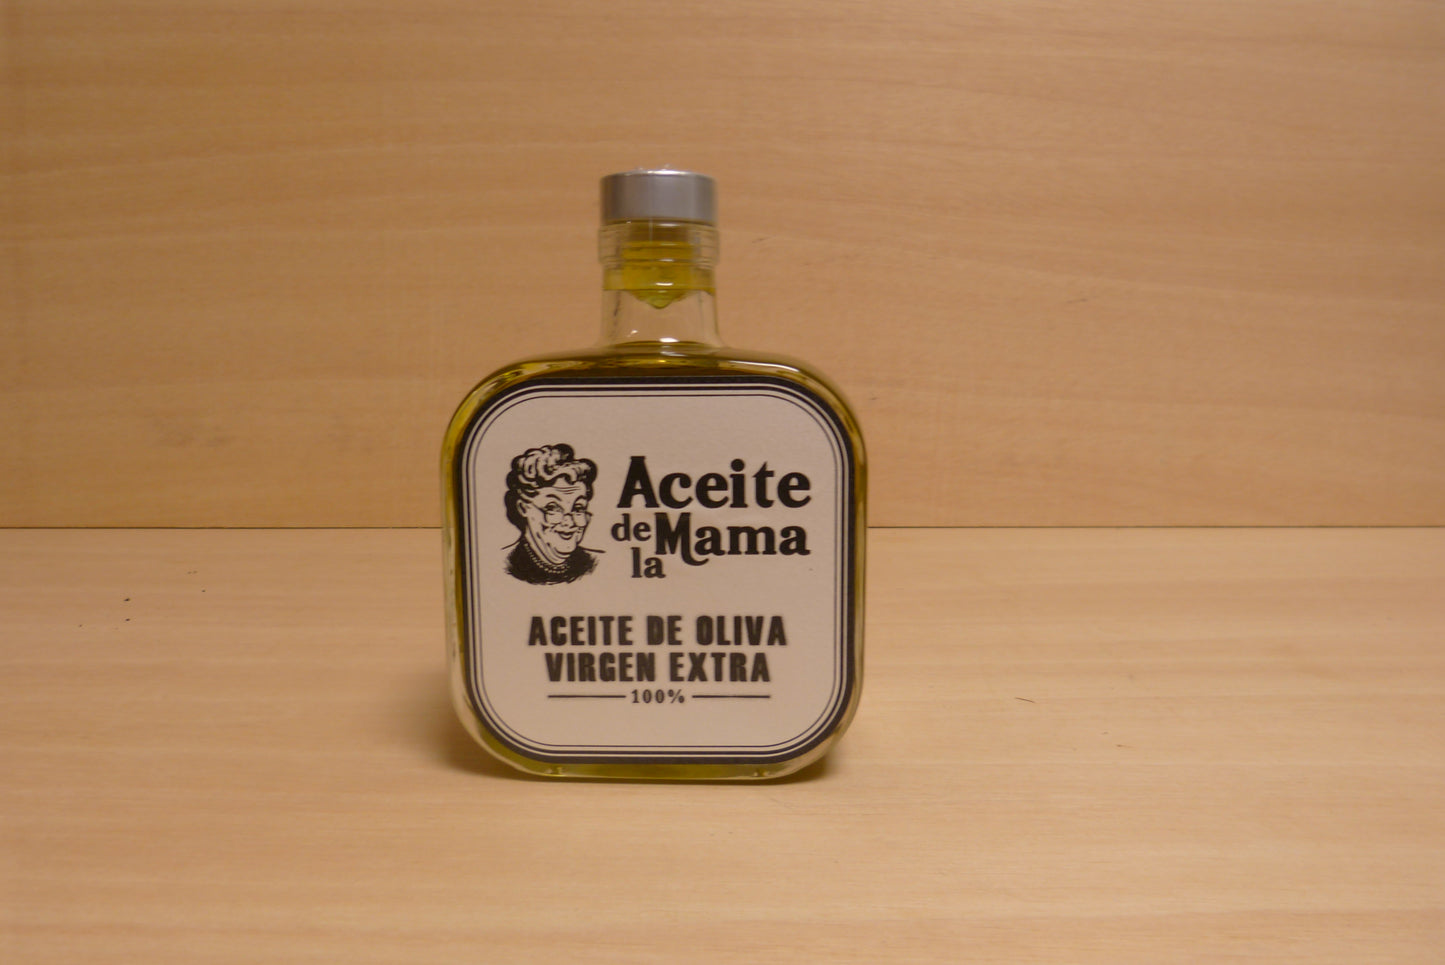 Aceite
de Mama
la
ACEITE DE OLIVA
VIRGEN EXTRA
100%